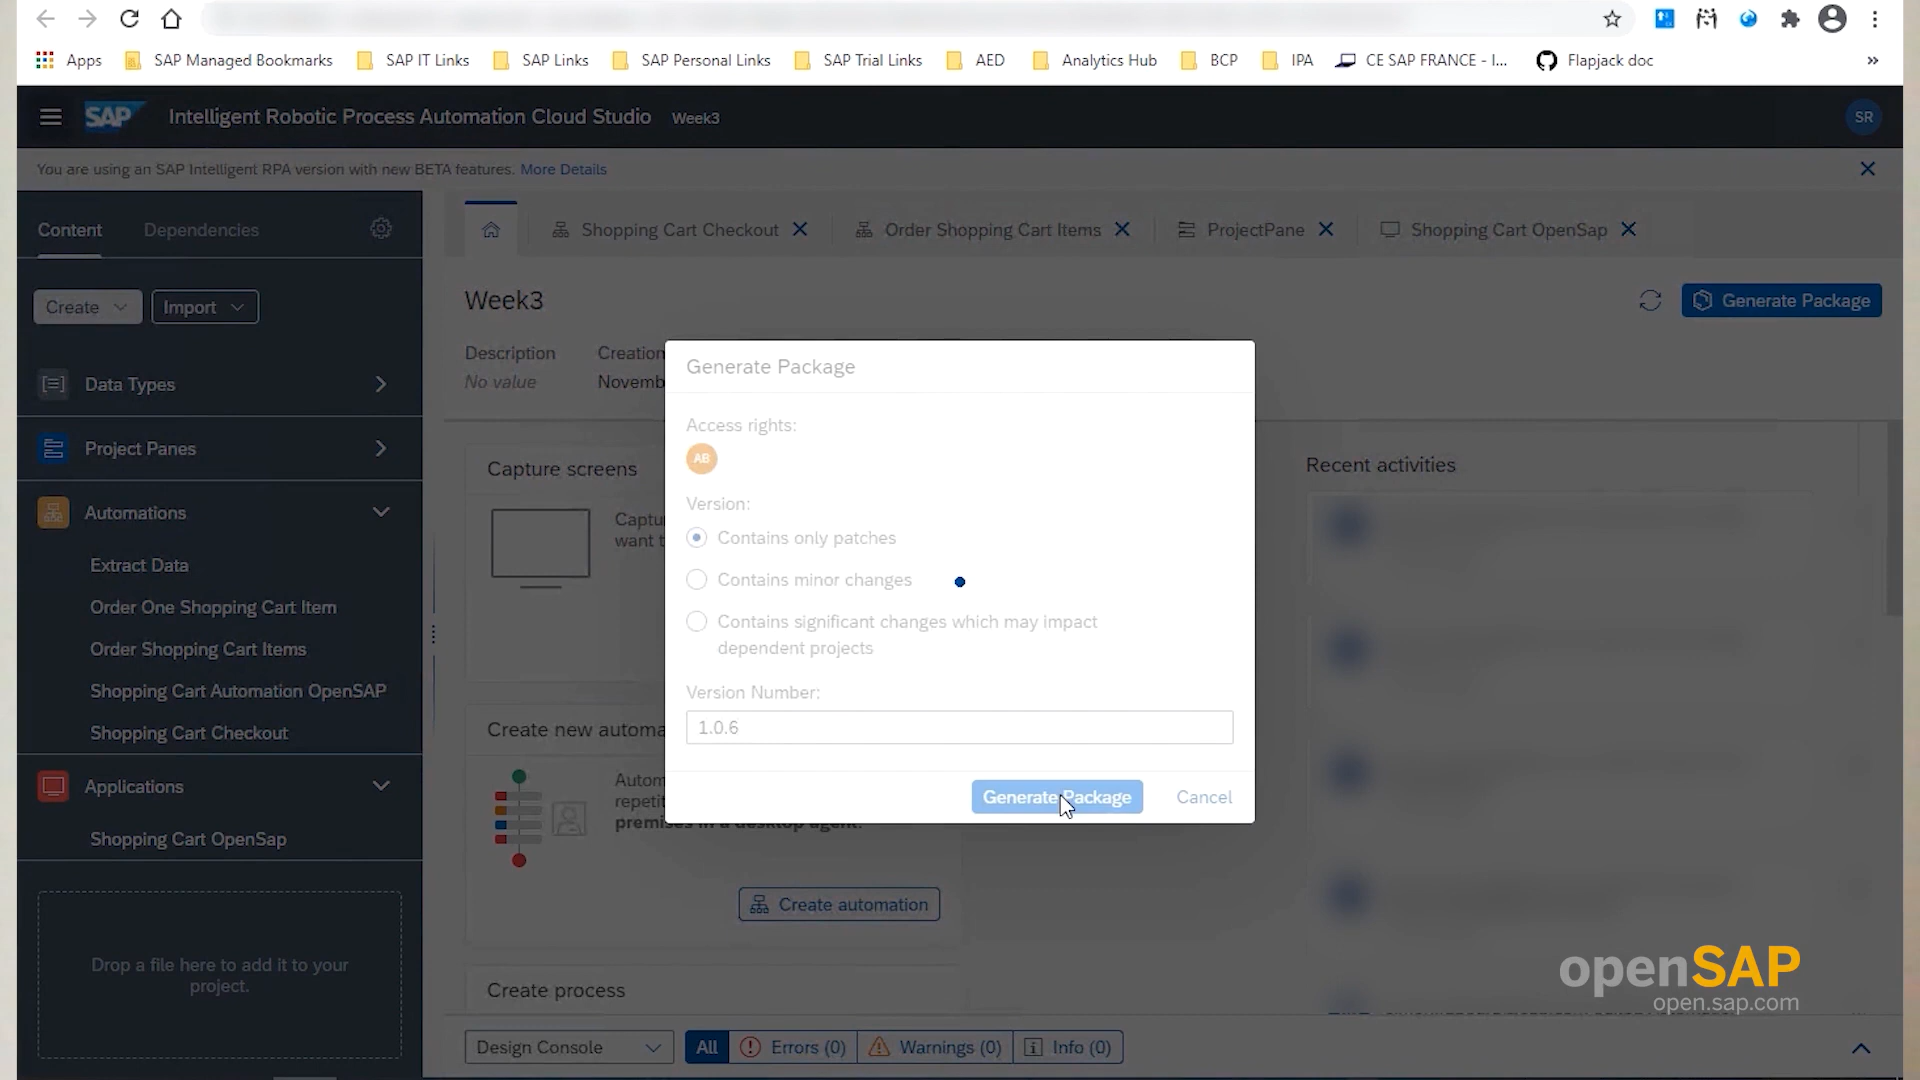 Apps
SAP Managed Bookmarks
SAP IT Links
SAP Links
SAP Personal Links
SAP Trial Links
AED
Analytics Hub
BCP
IPA
CE SAP FRANCE - I...
Flapjack doc
»
SAP
Intelligent Robotic Process Automation Cloud Studio
Week3
SR
You are using an SAP Intelligent RPA version with new BETA features. More Details
Content
Dependencies
Shopping Cart Checkout
Order Shopping Cart Items
ProjectPane
Shopping Cart OpenSap
Create
Import
Week3
Generate Package
Description
No value
Creation
Novemb
Data Types
Project Panes
Automations
Extract Data
Order One Shopping Cart Item
Order Shopping Cart Items
Shopping Cart Automation OpenSAP
Shopping Cart Checkout
Applications
Shopping Cart OpenSap
Drop a file here to add it to your
project.
Capture screens
Captu
want t
Create new automa
Autom
repetit
premises in a desktop agent.
Create automation
Create process
Recent activities
Generate Package
Access rights:
AB
Version:
Contains only patches
Contains minor changes
Contains significant changes which may impact
dependent projects
Version Number:
1.0.6
Generate Package
Cancel
Design Console
All
Errors (0)
Warnings (0)
Info (0)
openSAP
open.sap.com